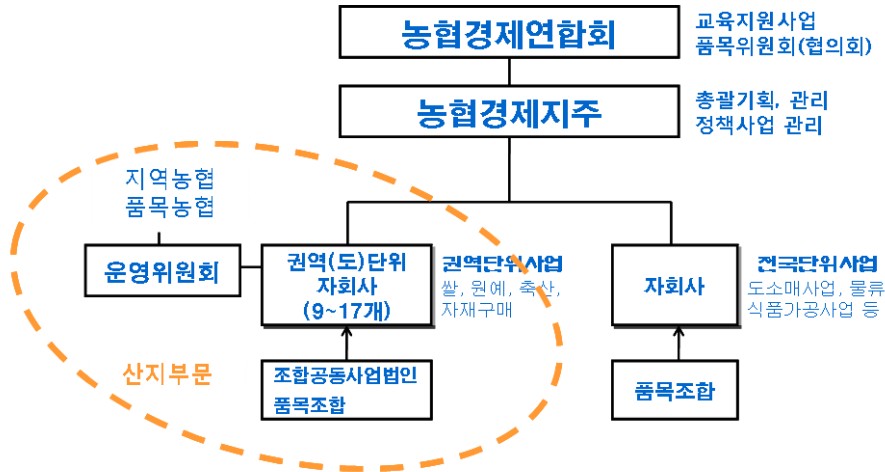 농협경제연합회
교육지원사업
품목위원회(협의회)
농협경제지주
총괄기획, 관리
정책사업 관리
지역농협
품목농협
운영위원회
권역(도)단위
자회사
(9~17개)
권역단위사업
쌀, 원예, 축산,
자재구매
자회사
전국단위사업
도소매사업, 물류
식품가공사업 등
산지부문
조합공동사업법인
품목조합
품목조합